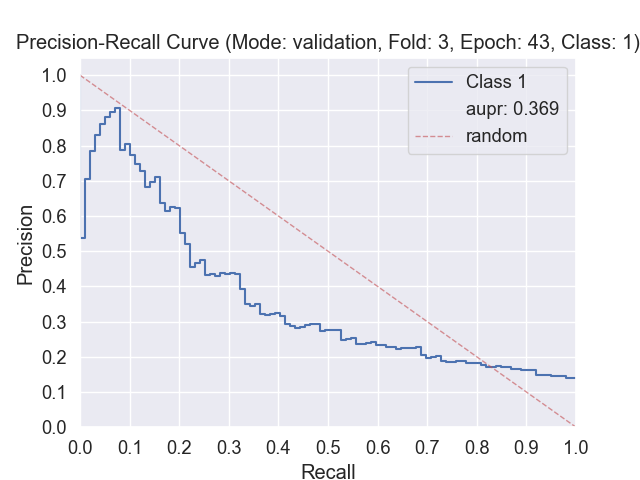 Precision-Recall Curve (Mode: validation, Fold: 3, Epoch: 43, Class: 1)
Class 1
aupr: 0.369
random
Precision
1.0
0.9
0.8
0.7
0.6
0.5
0.4
0.3
0.2
0.1
0.0
0.0 0.1 0.2 0.3 0.4 0.5 0.6 0.7 0.8 0.9 1.0
Recall